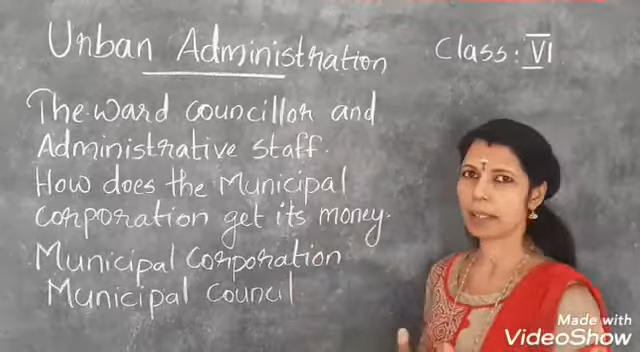 Urban Administration
Class: VI
The ward councillor and
Administrative staff.
How does the Municipal
corporation get its money.
Municipal Corporation
Municipal Council
Made with
VideoShow